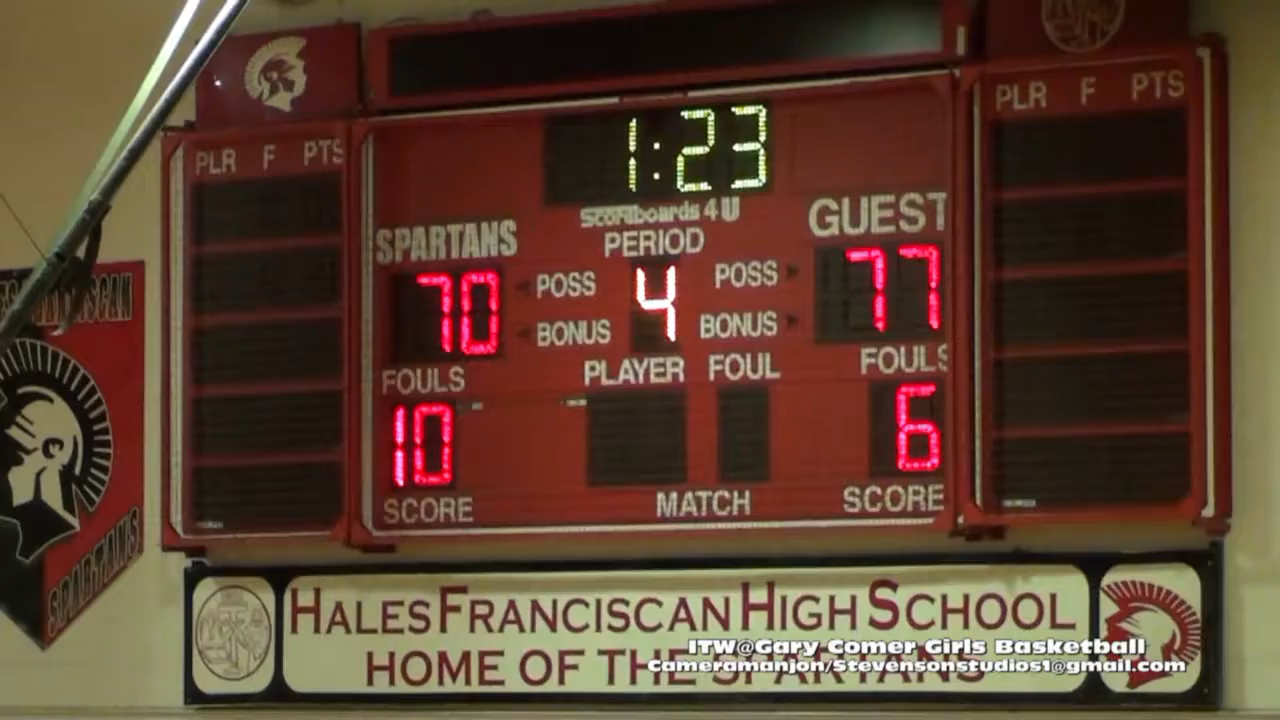 PLR F PTS
PLR F PTS
1:23
Scoreboards 4 U
SPARTANS
PERIOD
GUEST
70
POSS
4
POSS
77
BONUS
BONUS
FOULS
PLAYER
FOUL
FOULS
10
6
SCORE
MATCH
SCORE
SPARTANS
HALES FRANCISCAN HIGH SCHOOL
HOME OF THE SPARTANS
ITW@Gary Comer Girls Basketball
Cameramanjon/Stevensonstudios1@gmail.com